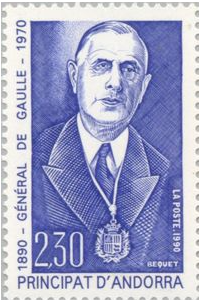 1890 - GÉNÉRAL DE GAULLE - 1970
LA POSTE 1990
2,30
BEQUET
PRINCIPAT D'ANDORRA